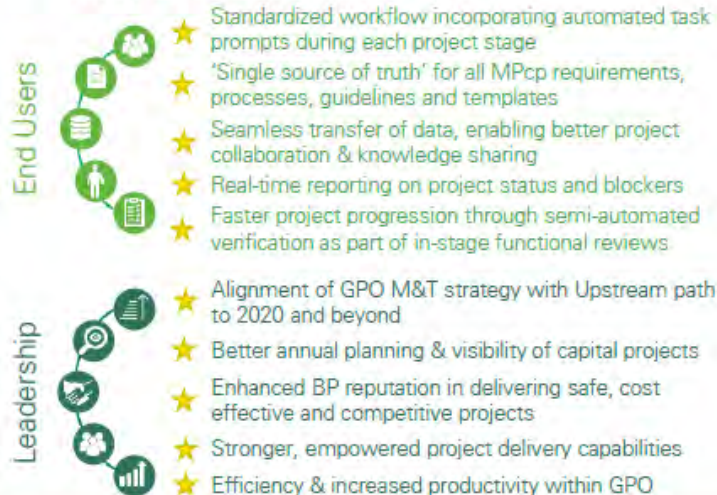 End Users
Standardized workflow incorporating automated task
prompts during each project stage
'Single source of truth' for all MPcp requirements,
processes, guidelines and templates
Seamless transfer of data, enabling better project
collaboration & knowledge sharing
Real-time reporting on project status and blockers
Faster project progression through semi-automated
verification as part of in-stage functional reviews
Leadership
Alignment of GPO M&T strategy with Upstream path
to 2020 and beyond
Better annual planning & visibility of capital projects
Enhanced BP reputation in delivering safe, cost
effective and competitive projects
Stronger, empowered project delivery capabilities
Efficiency & increased productivity within GPO